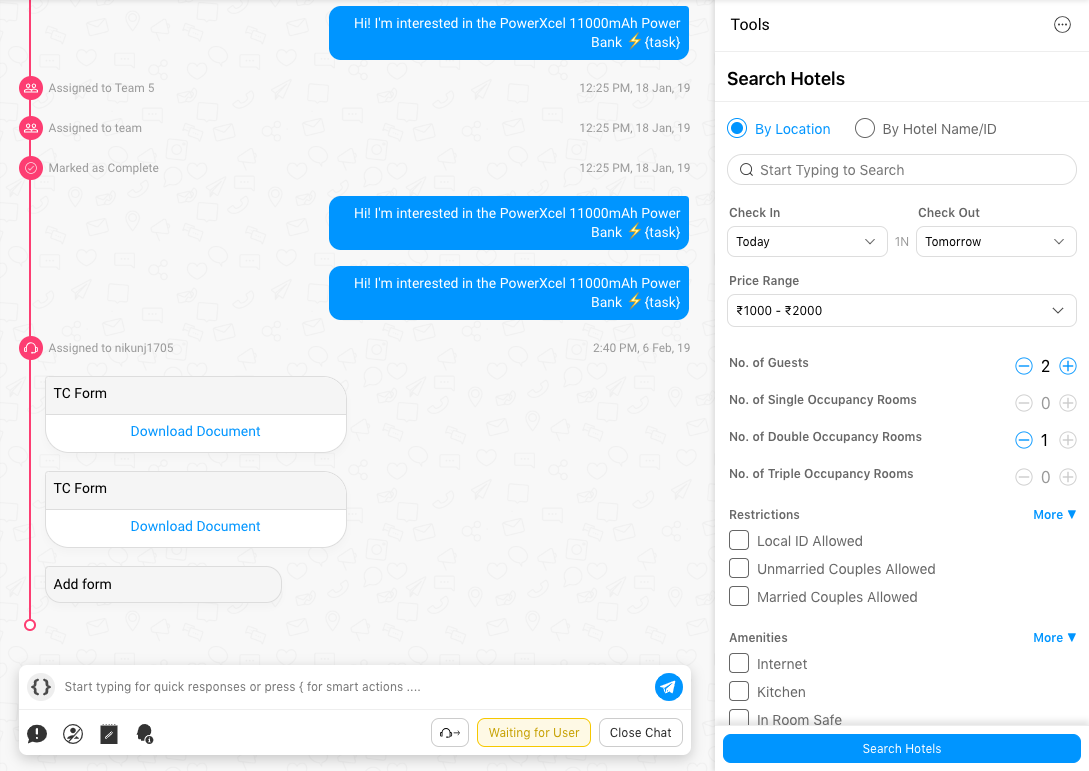 Hi! I'm interested in the PowerXcel 11000mAh Power
Bank ⚡{task}
Assigned to Team 5 12:25 PM, 18 Jan, 19
Assigned to team 12:25 PM, 18 Jan, 19
Marked as Complete 12:25 PM, 18 Jan, 19
Hi! I'm interested in the PowerXcel 11000mAh Power
Bank ⚡{task}
Hi! I'm interested in the PowerXcel 11000mAh Power
Bank ⚡{task}
Assigned to nikunj1705 2:40 PM, 6 Feb, 19
TC Form
Download Document
TC Form
Download Document
Add form
{} Start typing for quick responses or press { for smart actions ....
Waiting for User
Close Chat
Tools
Search Hotels
By Location By Hotel Name/ID
Start Typing to Search
Check In Check Out
Today 1N Tomorrow
Price Range
₹1000 - ₹2000
No. of Guests 2
No. of Single Occupancy Rooms 0
No. of Double Occupancy Rooms 1
No. of Triple Occupancy Rooms 0
Restrictions More ▼
Local ID Allowed
Unmarried Couples Allowed
Married Couples Allowed
Amenities More ▼
Internet
Kitchen
In Room Safe
Search Hotels